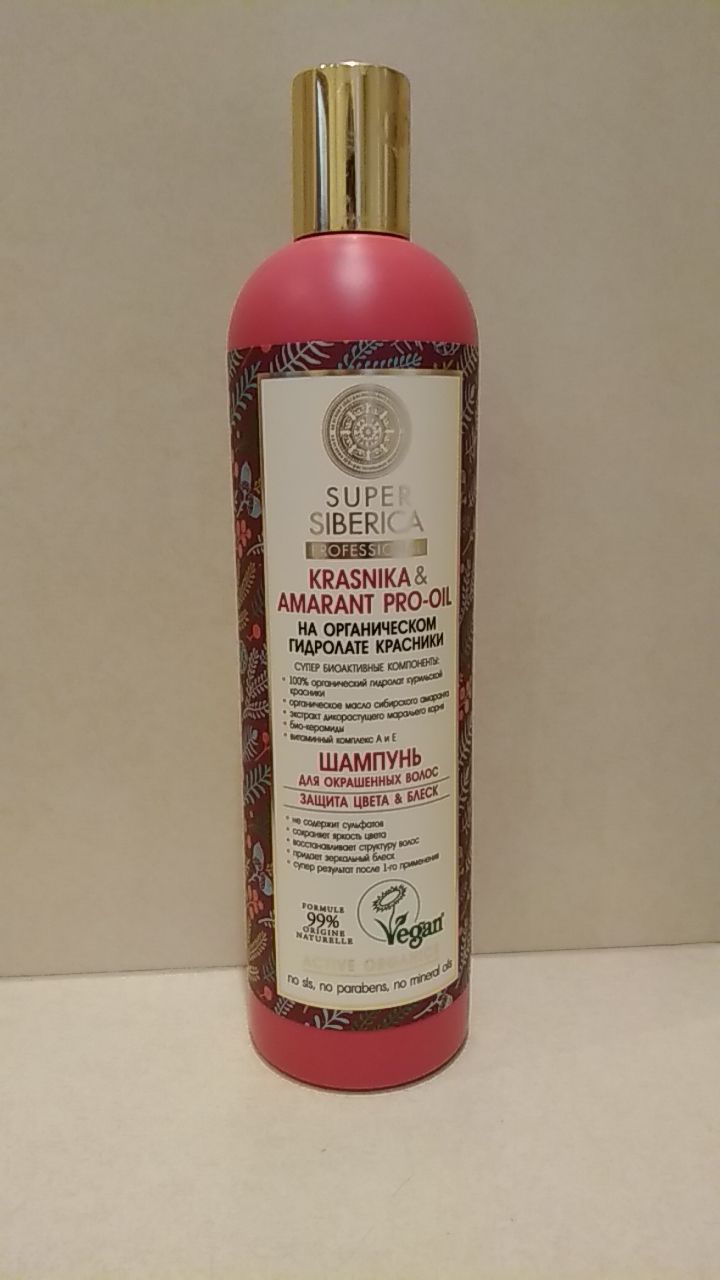 SUPER
SIBERICA
PROFESSIONAL
KRASNIKA &
AMARANT PRO-OIL
НА ОРГАНИЧЕСКОМ
ГИДРОЛАТЕ КРАСНИКИ
СУПЕР БИОАКТИВНЫЕ КОМПОНЕНТЫ:
• 100% органический гидролат курильской
красники
• органическое масло сибирского амаранта
• экстракт дикорастущего маральего корня
• био-керамиды
• витаминный комплекс А и Е
ШАМПУНЬ
ДЛЯ ОКРАШЕННЫХ ВОЛОС
ЗАЩИТА ЦВЕТА & БЛЕСК
• не содержит сульфатов
• сохраняет яркость цвета
• восстанавливает структуру волос
• придает зеркальный блеск
• супер результат после 1-го применения
FORMULE
99%
ORIGINE
NATURELLE
Vegan
ACTIVE ORGANICS
no sls, no parabens, no mineral oils